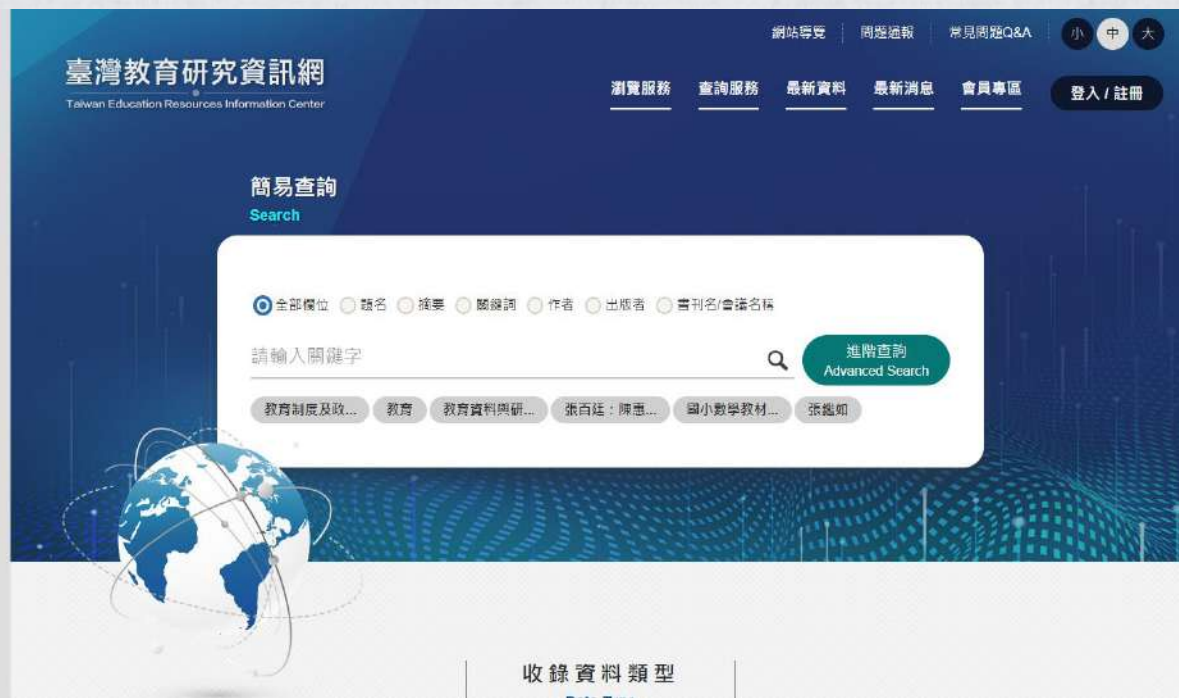 網站導覽 問題通報 常見問題Q&A 小 中 大
臺灣教育研究資訊網
Taiwan Education Resources Information Center
瀏覽服務 查詢服務 最新資料 最新消息 會員專區 登入 / 註冊
簡易查詢
Search
全部欄位 題名 摘要 關鍵詞 作者 出版者 書刊名/會議名稱
請輸入關鍵字
進階查詢
Advanced Search
教育制度及政... 教育 教育資料與研... 張百廷：陳惠... 國小數學教材... 張鑑如
收錄資料類型